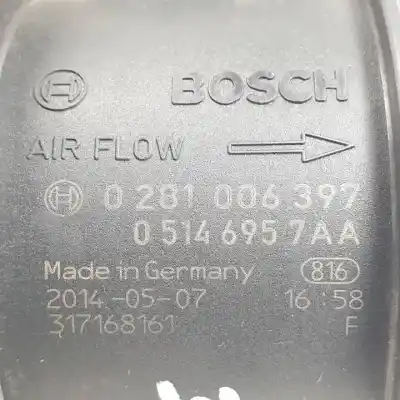 BOSCH
AIR FLOW
0 281 006 397
0 514 695 7AA
Made in Germany 816
2014-05-07 16:58
317168161 F